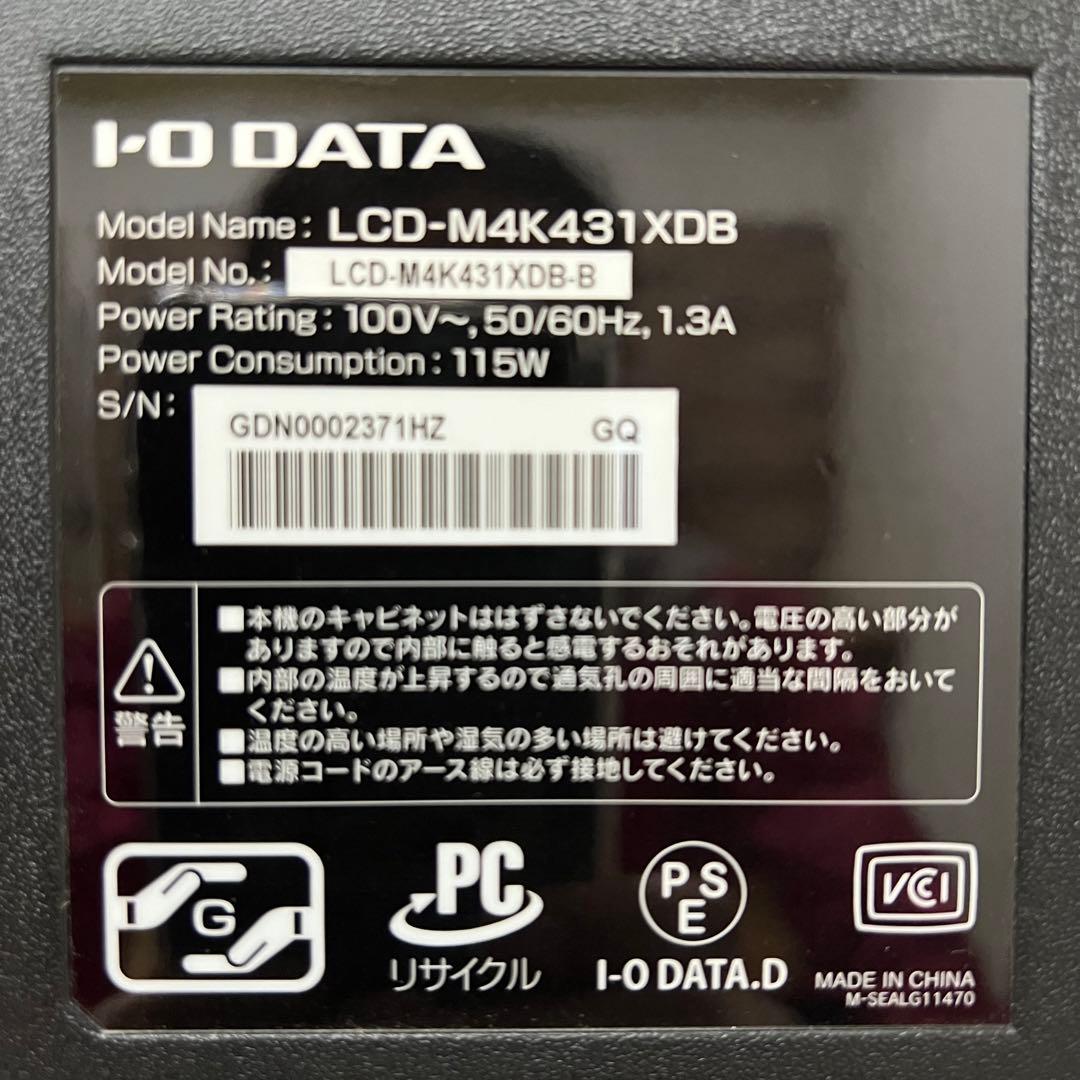 I-O DATA
Model Name: LCD-M4K431XDB
Model No.: LCD-M4K431XDB-B
Power Rating: 100V~, 50/60Hz, 1.3A
Power Consumption: 115W
S/N: GDN0002371HZ GQ
警告
■本機のキャビネットははずさないでください。電圧の高い部分が
ありますので内部に触ると感電するおそれがあります。
■内部の温度が上昇するので通気孔の周囲に適当な間隔をおいて
ください。
■温度の高い場所や湿気の多い場所は避けてください。
■電源コードのアース線は必ず接地してください。
G
PC
リサイクル
PS
E
I-O DATA.D
VCCI
MADE IN CHINA
M-SEALG11470